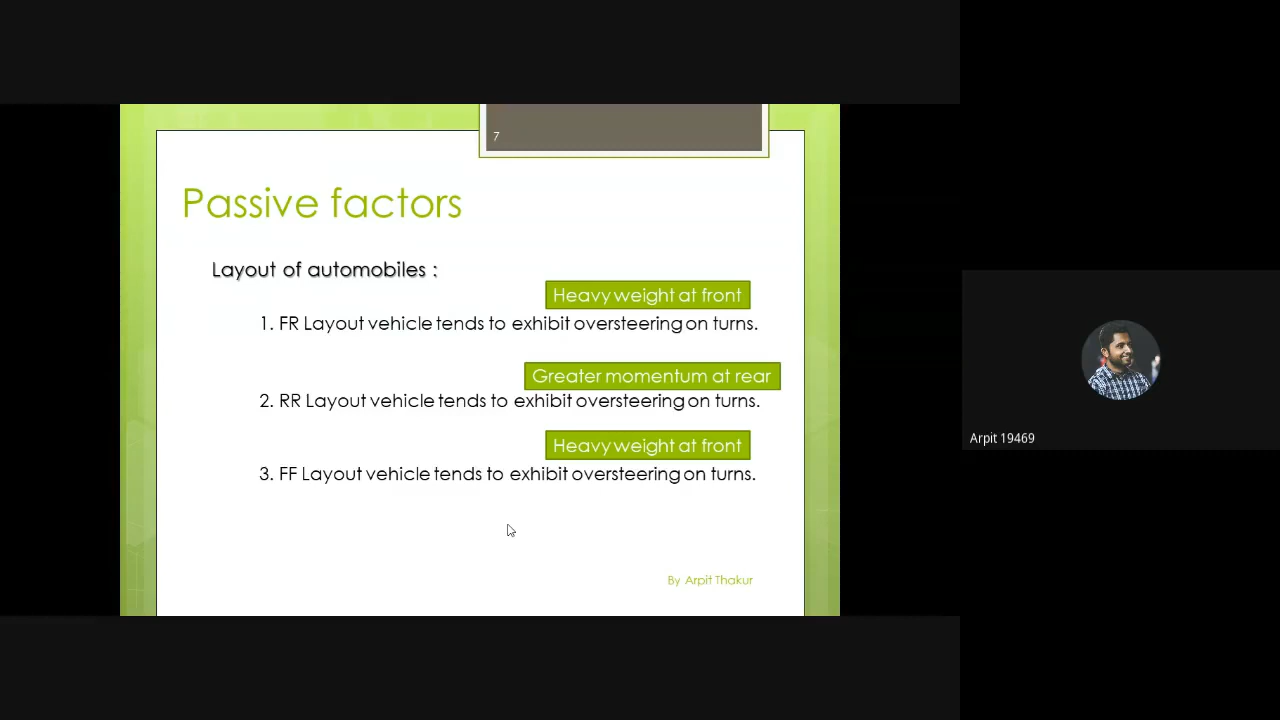 7
Passive factors
Layout of automobiles :
Heavy weight at front
1. FR Layout vehicle tends to exhibit oversteering on turns.
Greater momentum at rear
2. RR Layout vehicle tends to exhibit oversteering on turns.
Heavy weight at front
3. FF Layout vehicle tends to exhibit oversteering on turns.
By Arpit Thakur
Arpit 19469